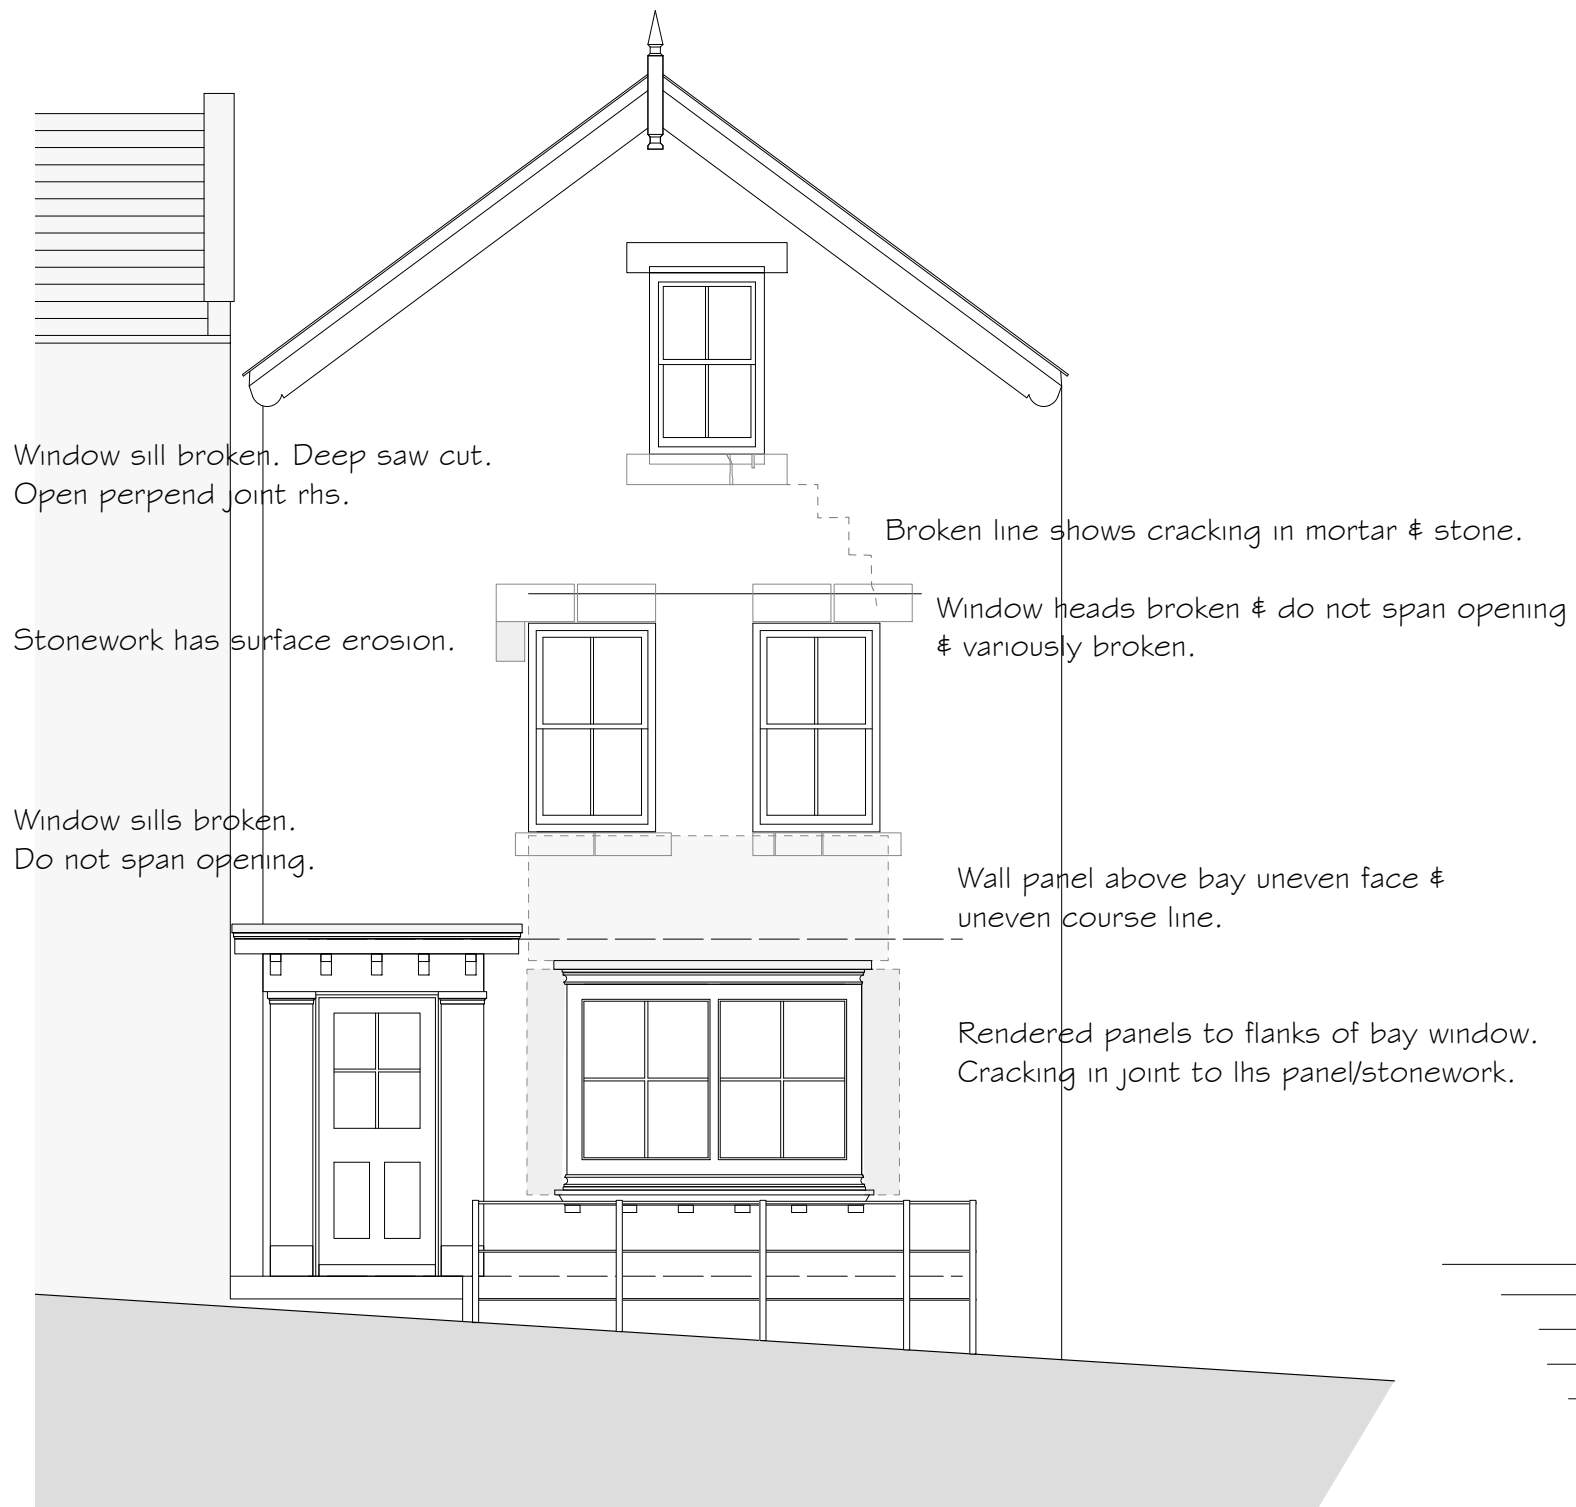 Window sill broken. Deep saw cut.
Open perpend joint rhs.
Broken line shows cracking in mortar & stone.
Window heads broken & do not span opening
& variously broken.
Stonework has surface erosion.
Window sills broken.
Do not span opening.
Wall panel above bay uneven face &
uneven course line.
Rendered panels to flanks of bay window.
Cracking in joint to lhs panel/stonework.